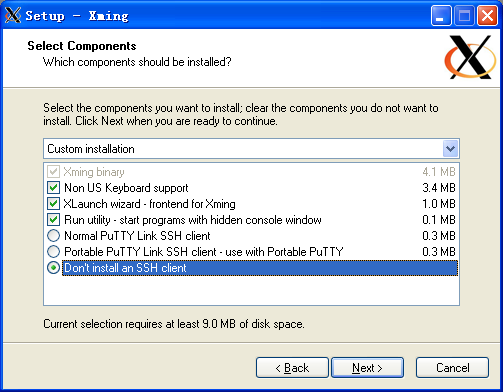 Setup - Xming
Select Components
Which components should be installed?
Select the components you want to install; clear the components you do not want to
install. Click Next when you are ready to continue.
Custom installation
Xming binary 4.1 MB
Non US Keyboard support 3.4 MB
XLaunch wizard - frontend for Xming 1.0 MB
Run utility - start programs with hidden console window 0.1 MB
Normal PuTTY Link SSH client 0.3 MB
Portable PuTTY Link SSH client - use with Portable PuTTY 0.3 MB
Don't install an SSH client
Current selection requires at least 9.0 MB of disk space.
< Back Next > Cancel